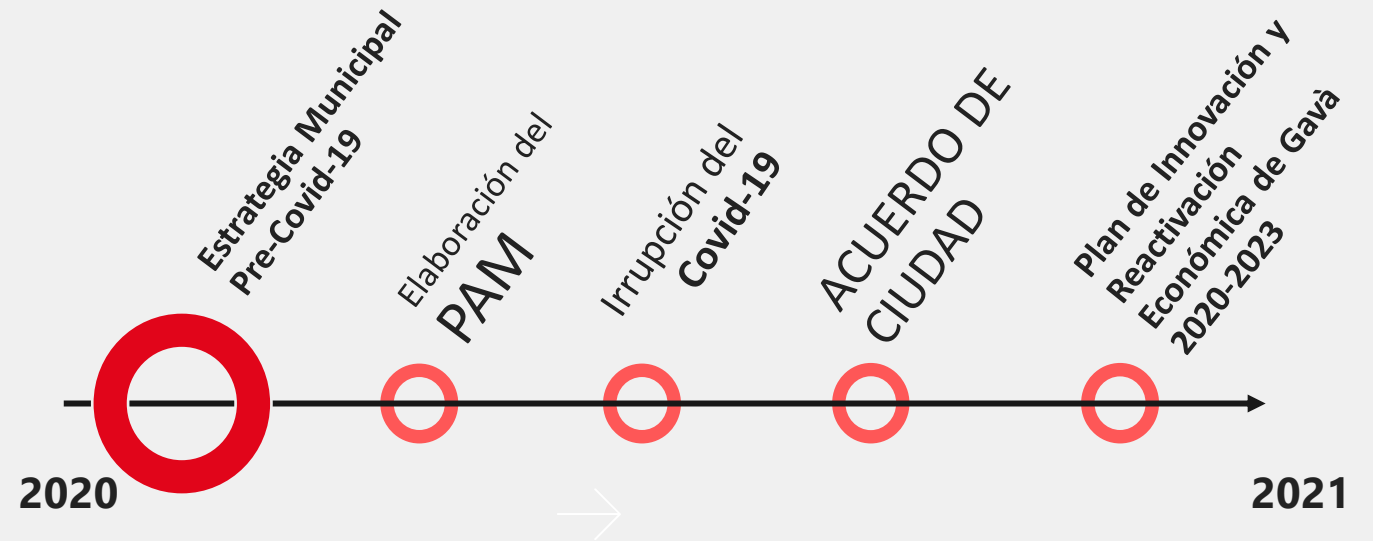 Estrategia Municipal
Pre-Covid-19
Elaboración del
PAM
Irrupción del
Covid-19
ACUERDO DE
CIUDAD
Plan de Innovación y
Reactivación
Económica de Gavà
2020-2023
2020
2021